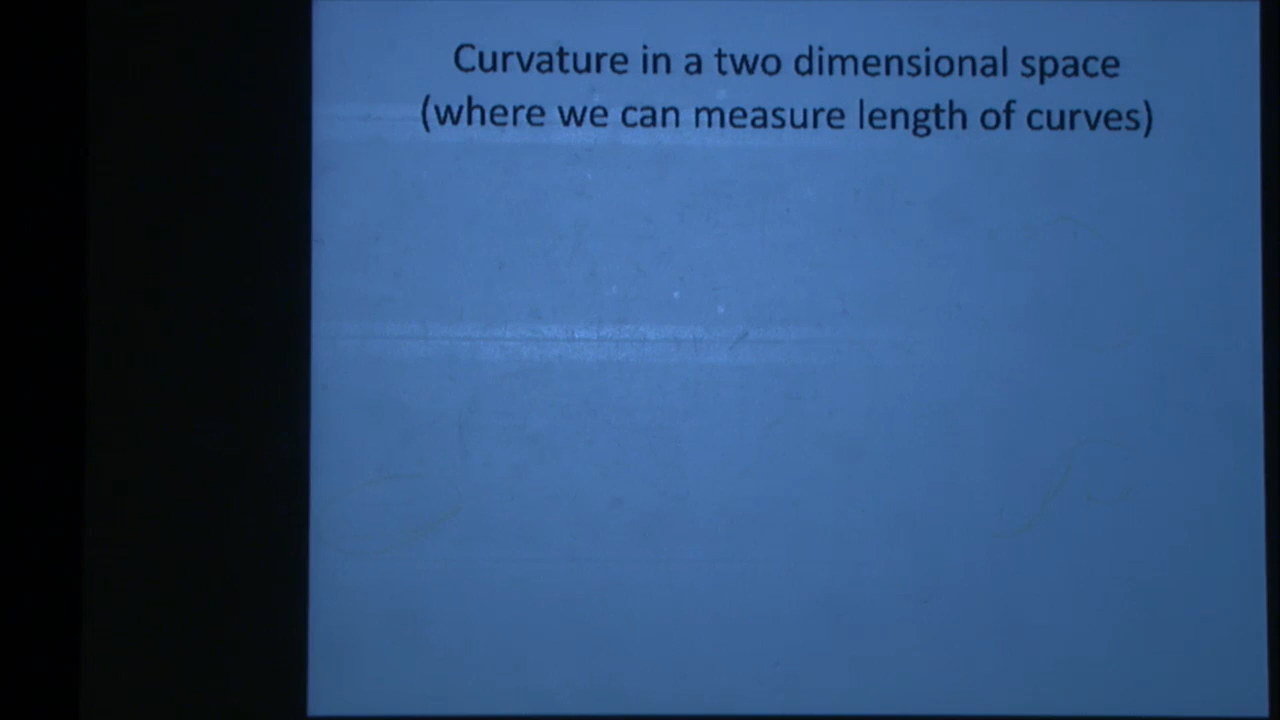 Curvature in a two dimensional space
(where we can measure length of curves)